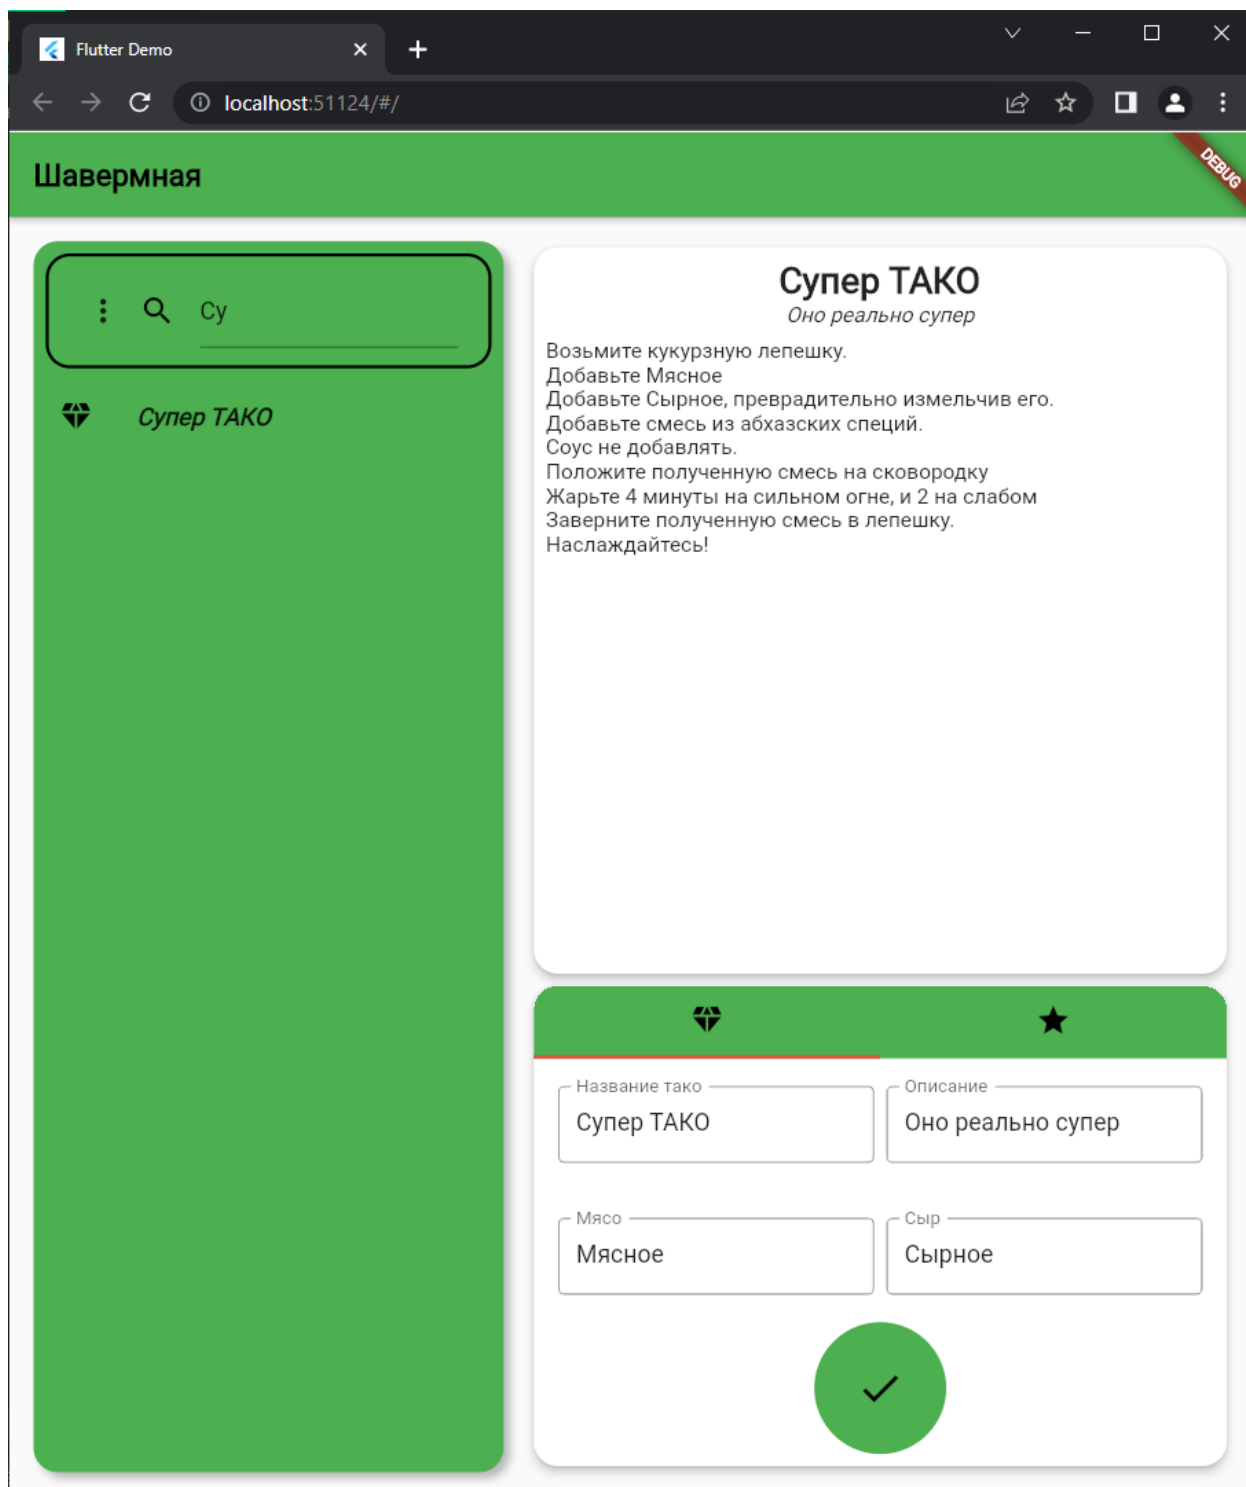 Flutter Demo
localhost:51124/#/
Шавермная
DEBUG
Су
Супер ТАКО
Супер ТАКО
Оно реально супер
Возьмите кукурзную лепешку.
Добавьте Мясное
Добавьте Сырное, преврадительно измельчив его.
Добавьте смесь из абхазских специй.
Соус не добавлять.
Положите полученную смесь на сковородку
Жарьте 4 минуты на сильном огне, и 2 на слабом
Заверните полученную смесь в лепешку.
Наслаждайтесь!
Название тако
Супер ТАКО
Описание
Оно реально супер
Мясо
Мясное
Сыр
Сырное